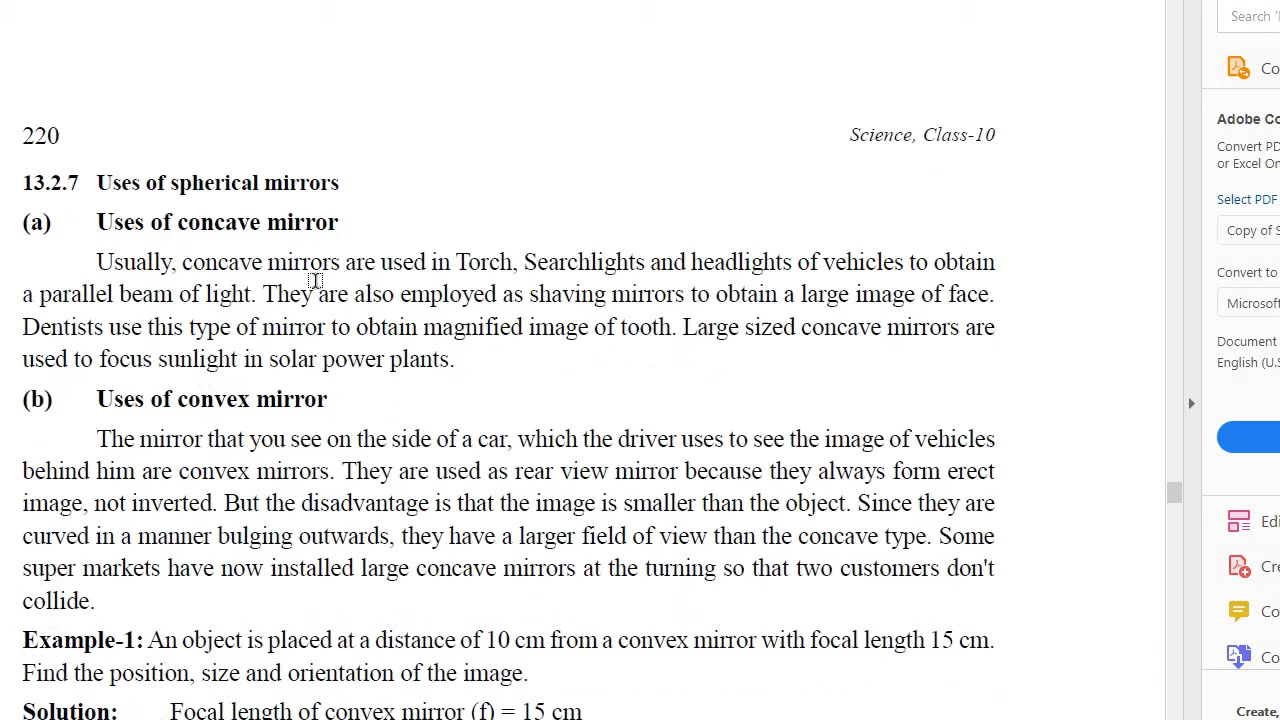 Search '
220
Science, Class-10
13.2.7 Uses of spherical mirrors
(a) Uses of concave mirror
Usually, concave mirrors are used in Torch, Searchlights and headlights of vehicles to obtain
a parallel beam of light. They are also employed as shaving mirrors to obtain a large image of face.
Dentists use this type of mirror to obtain magnified image of tooth. Large sized concave mirrors are
used to focus sunlight in solar power plants.
(b) Uses of convex mirror
The mirror that you see on the side of a car, which the driver uses to see the image of vehicles
behind him are convex mirrors. They are used as rear view mirror because they always form erect
image, not inverted. But the disadvantage is that the image is smaller than the object. Since they are
curved in a manner bulging outwards, they have a larger field of view than the concave type. Some
super markets have now installed large concave mirrors at the turning so that two customers don't
collide.
Example-1: An object is placed at a distance of 10 cm from a convex mirror with focal length 15 cm.
Find the position, size and orientation of the image.
Solution: Focal length of convex mirror (f) = 15 cm
Co
Adobe Co
Convert PD
or Excel On
Select PDF
Copy of S
Convert to
Microsoft
Document
English (U.S
Edi
Cre
Co
Co
Create,